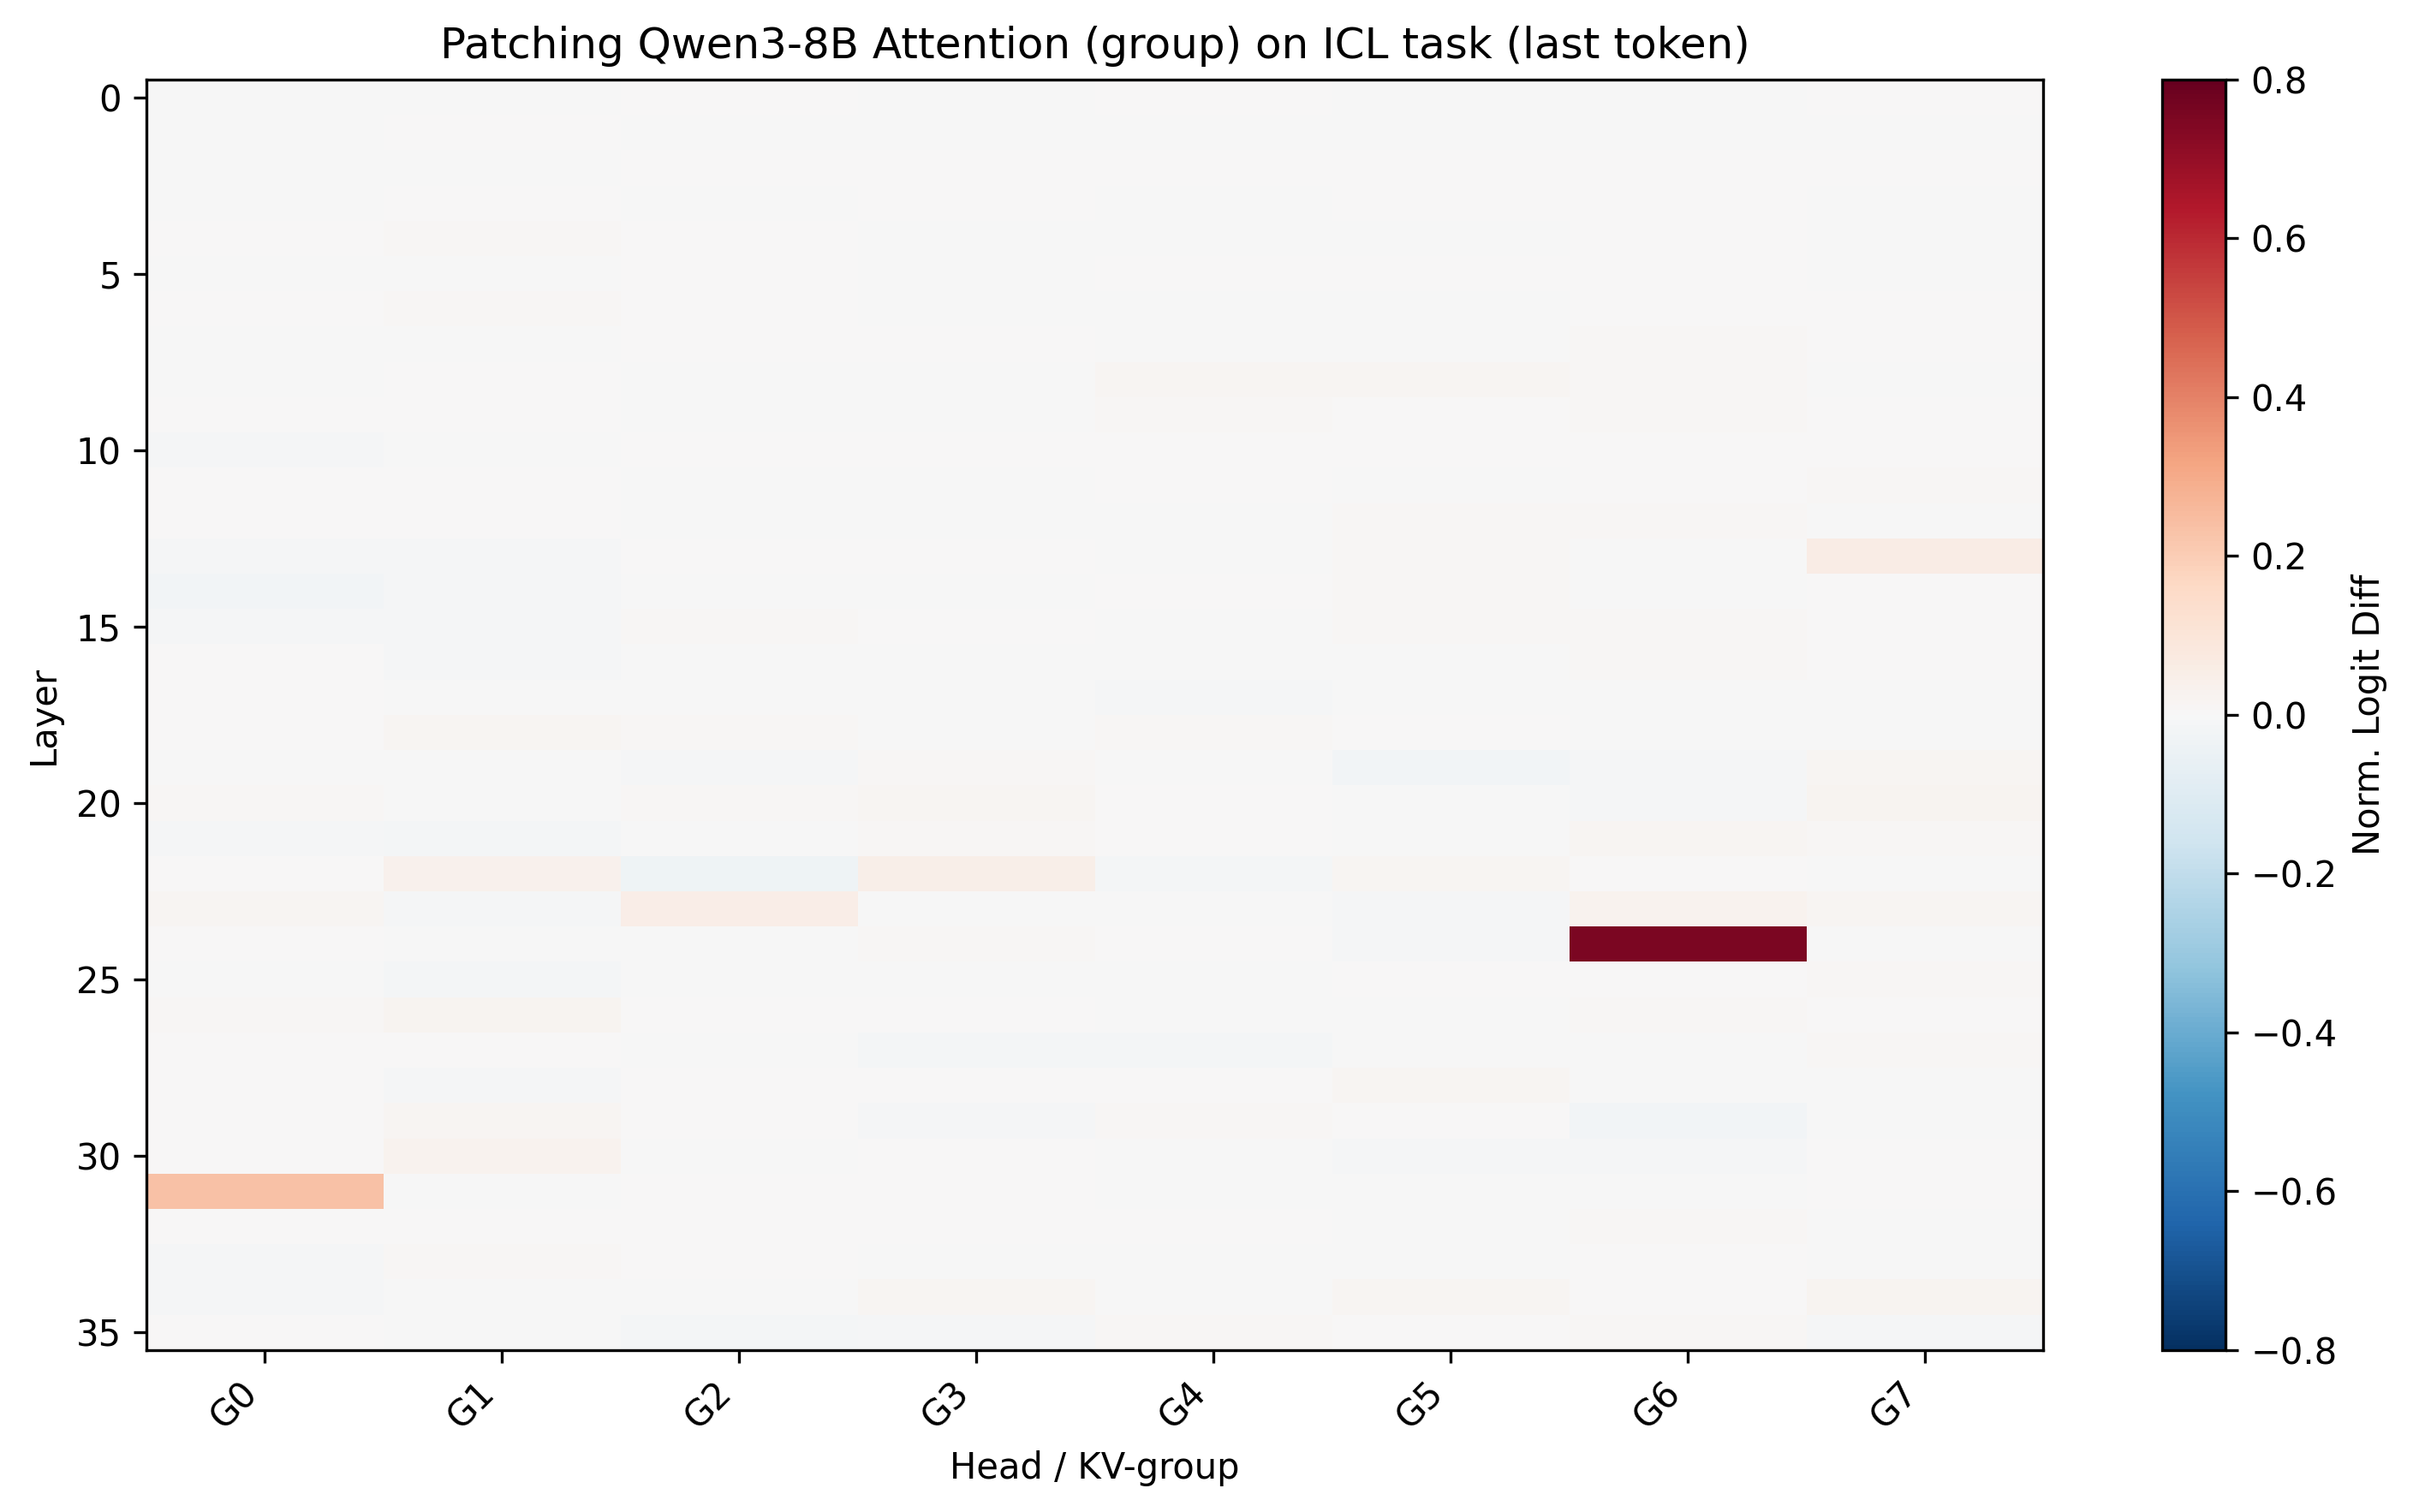 Patching Qwen3-8B Attention (group) on ICL task (last token)
0
5
10
15
20
25
30
35
Layer
G0
G1
G2
G3
G4
G5
G6
G7
Head / KV-group
0.8
0.6
0.4
0.2
0.0
−0.2
−0.4
−0.6
−0.8
Norm. Logit Diff